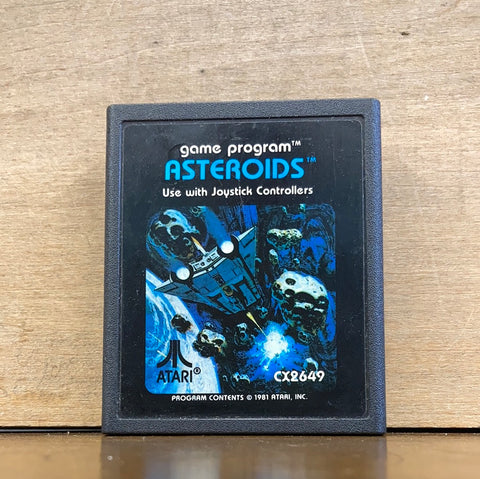 game program™
ASTEROIDS™
Use with Joystick Controllers
ATARI®
CX2649
PROGRAM CONTENTS © 1981 ATARI, INC.